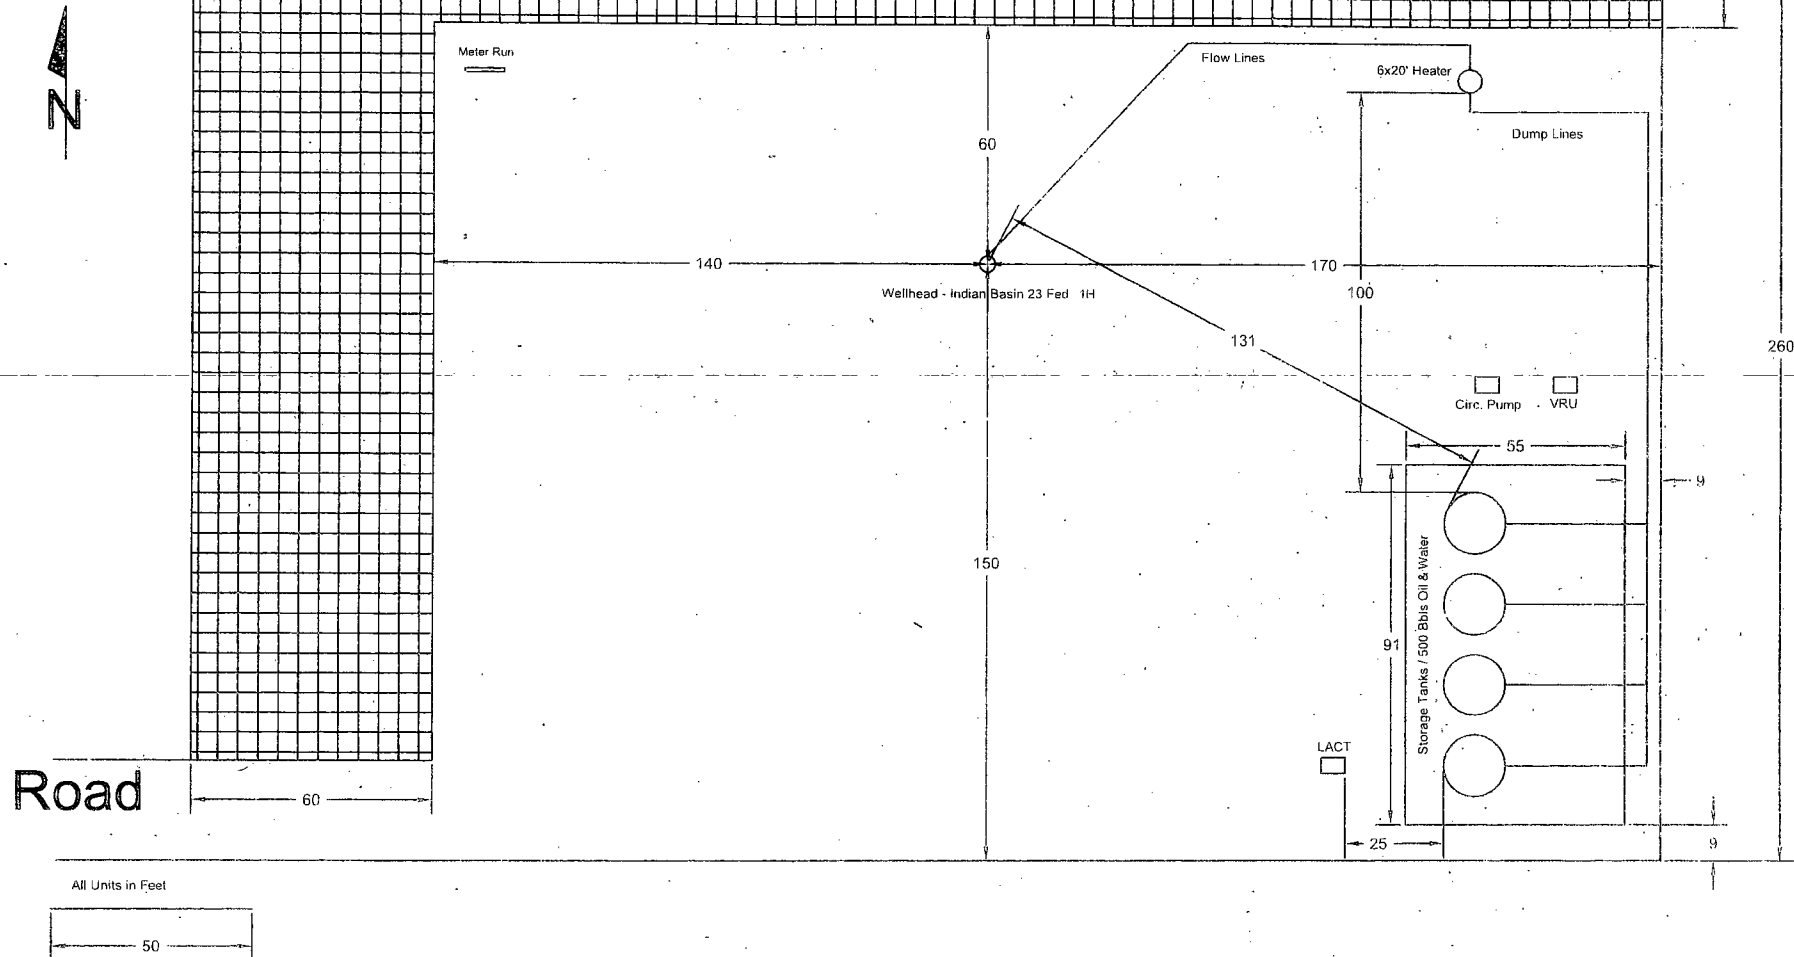 N
Meter Run
Flow Lines
6x20' Heater
Dump Lines
60
140
170
Wellhead - Indian Basin 23 Fed 1H
100
131
260
Circ. Pump
VRU
55
9
150
91
Storage Tanks / 500 Bbls Oil & Water
LACT
Road
60
25
9
All Units in Feet
50